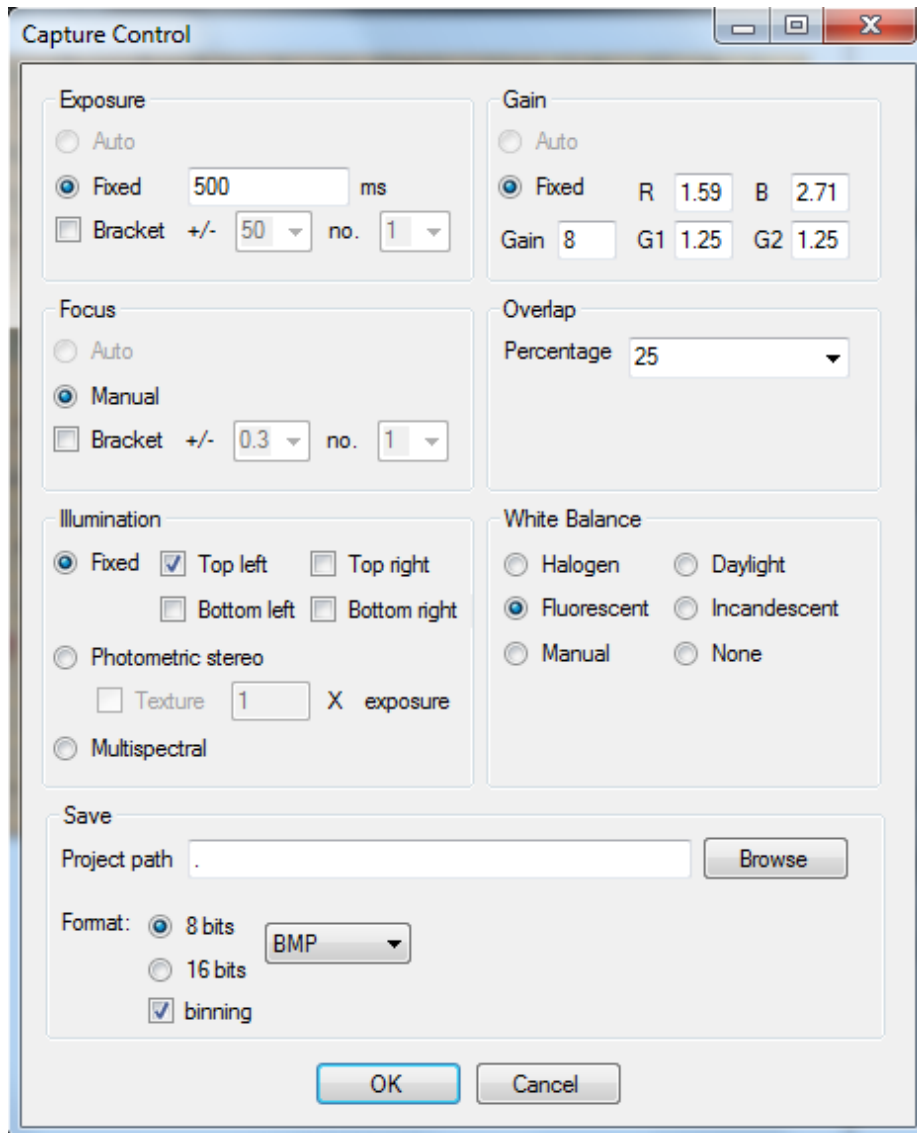 Capture Control
Exposure
Auto
Fixed 500 ms
Bracket +/- 50 no. 1
Gain
Auto
Fixed R 1.59 B 2.71
Gain 8 G1 1.25 G2 1.25
Focus
Auto
Manual
Bracket +/- 0.3 no. 1
Overlap
Percentage 25
Illumination
Fixed Top left Top right
Bottom left Bottom right
Photometric stereo
Texture 1 X exposure
Multispectral
White Balance
Halogen Daylight
Fluorescent Incandescent
Manual None
Save
Project path . Browse
Format: 8 bits BMP
16 bits
binning
OK Cancel